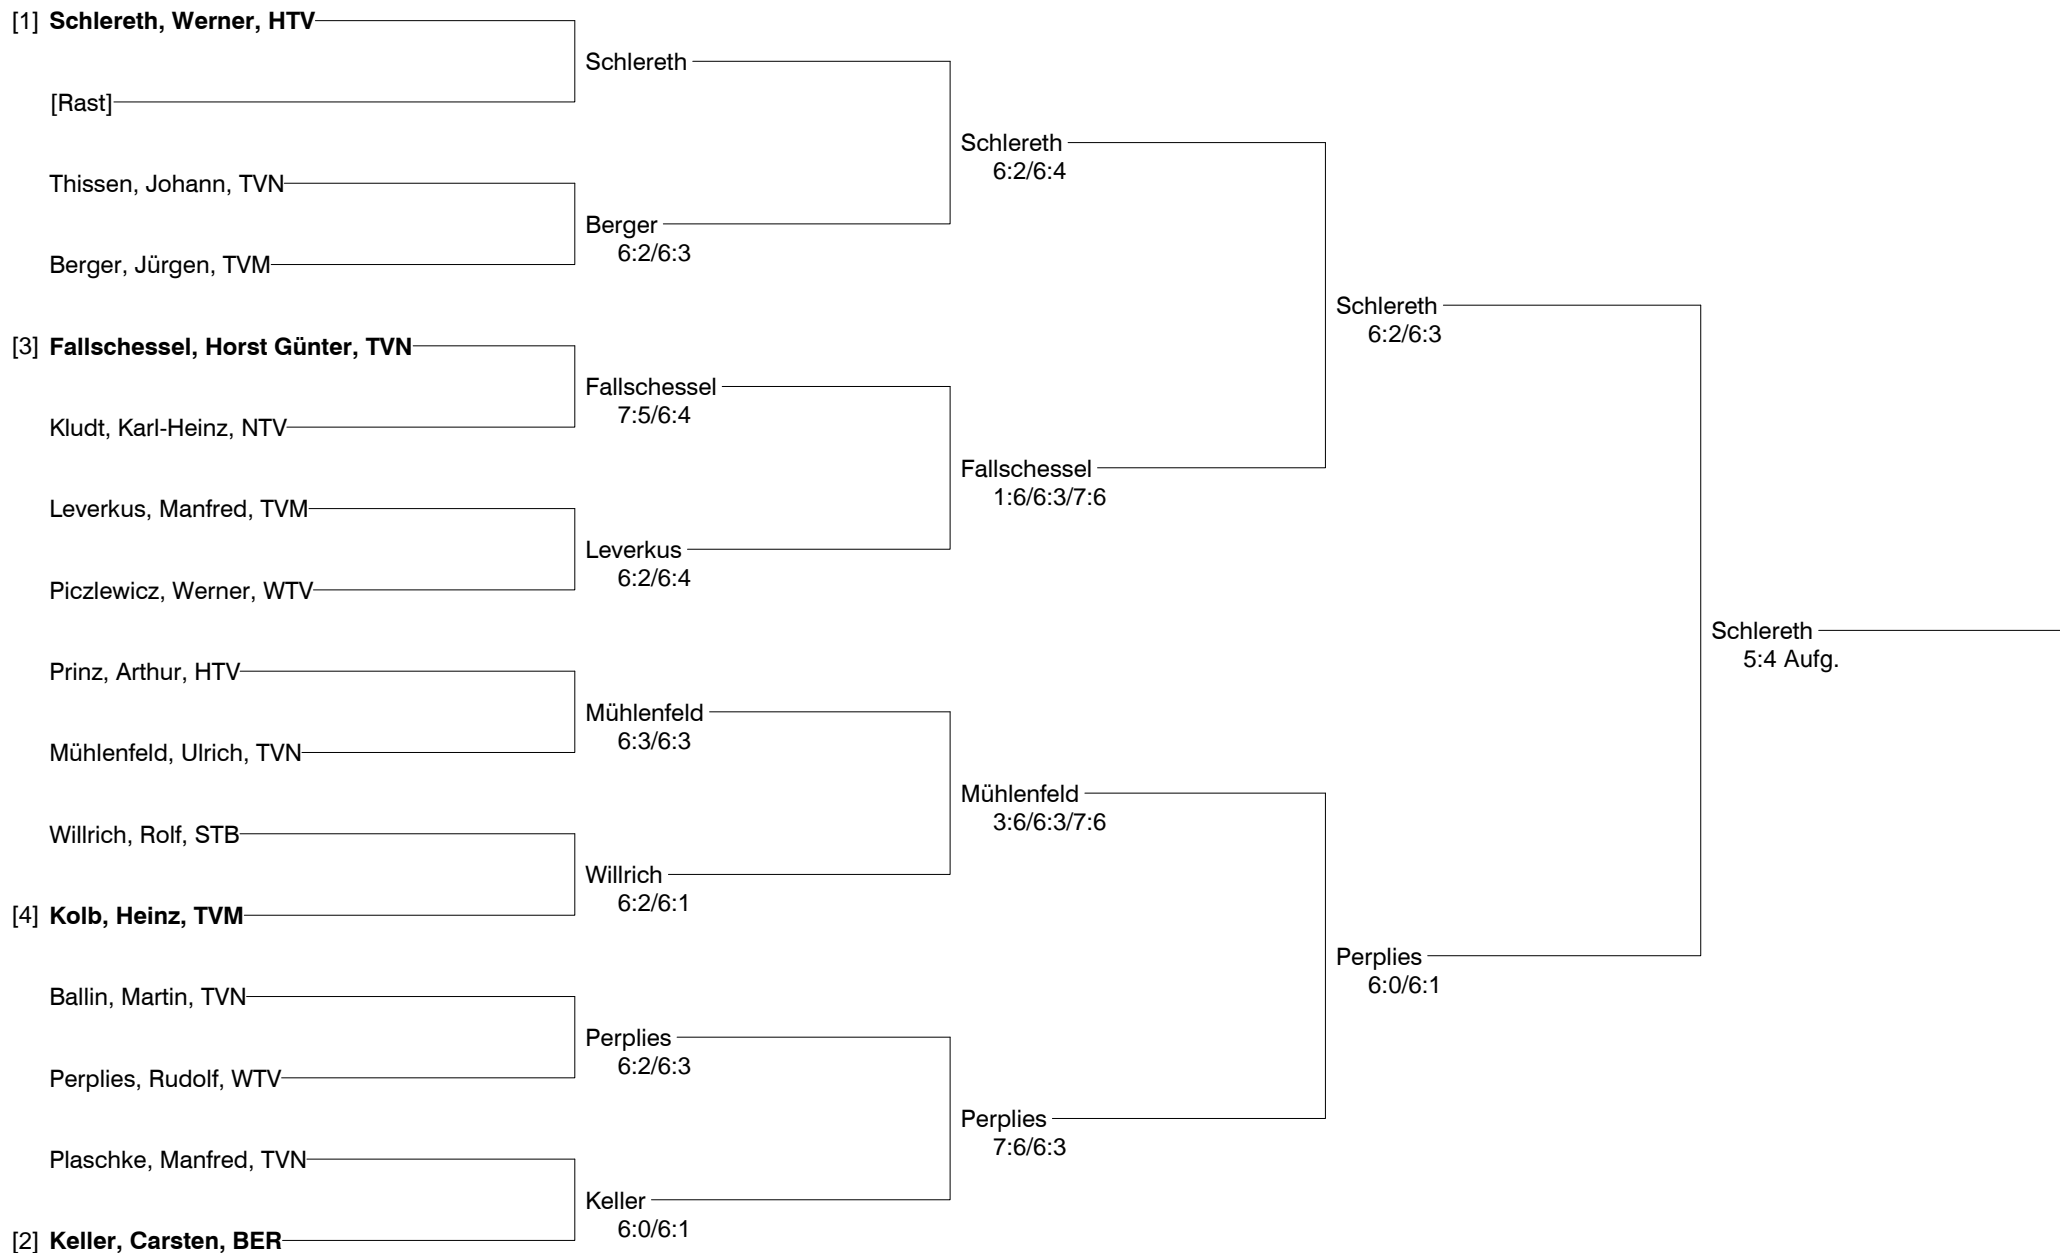 [1] Schlereth, Werner, HTV
[Rast]
Thissen, Johann, TVN
Berger, Jürgen, TVM
[3] Fallschessel, Horst Günter, TVN
Kludt, Karl-Heinz, NTV
Leverkus, Manfred, TVM
Piczlewicz, Werner, WTV
Prinz, Arthur, HTV
Mühlenfeld, Ulrich, TVN
Willrich, Rolf, STB
[4] Kolb, Heinz, TVM
Ballin, Martin, TVN
Perplies, Rudolf, WTV
Plaschke, Manfred, TVN
[2] Keller, Carsten, BER
Schlereth
Berger
6:2/6:3
Fallschessel
7:5/6:4
Leverkus
6:2/6:4
Mühlenfeld
6:3/6:3
Willrich
6:2/6:1
Perplies
6:2/6:3
Keller
6:0/6:1
Schlereth
6:2/6:4
Fallschessel
1:6/6:3/7:6
Mühlenfeld
3:6/6:3/7:6
Perplies
7:6/6:3
Schlereth
6:2/6:3
Perplies
6:0/6:1
Schlereth
5:4 Aufg.